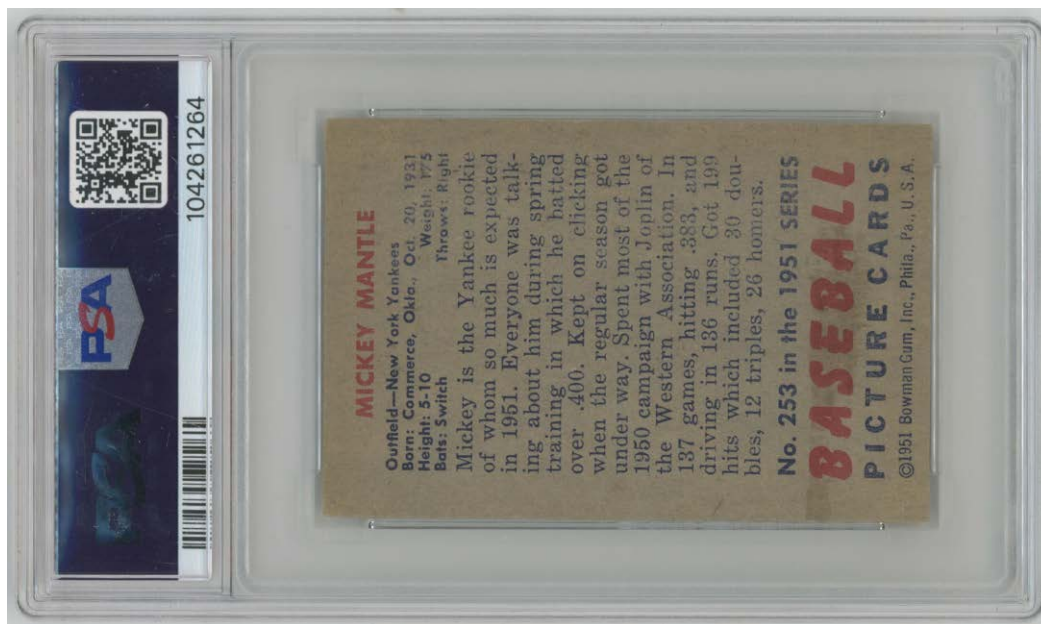 PSA
104261264
MICKEY MANTLE
Outfield—New York Yankees
Born: Commerce, Okla., Oct. 20, 1931
Height: 5-10 Weight: 175
Bats: Switch Throws: Right
Mickey is the Yankee rookie
of whom so much is expected
in 1951. Everyone was talk-
ing about him during spring
training in which he batted
over .400. Kept on clicking
when the regular season got
under way. Spent most of the
1950 campaign with Joplin of
the Western Association. In
137 games, hitting .383, and
driving in 136 runs. Got 199
hits which included 30 dou-
bles, 12 triples, 26 homers.
No. 253 in the 1951 SERIES
BASEBALL
PICTURE CARDS
©1951 Bowman Gum, Inc., Phila., Pa., U. S. A.